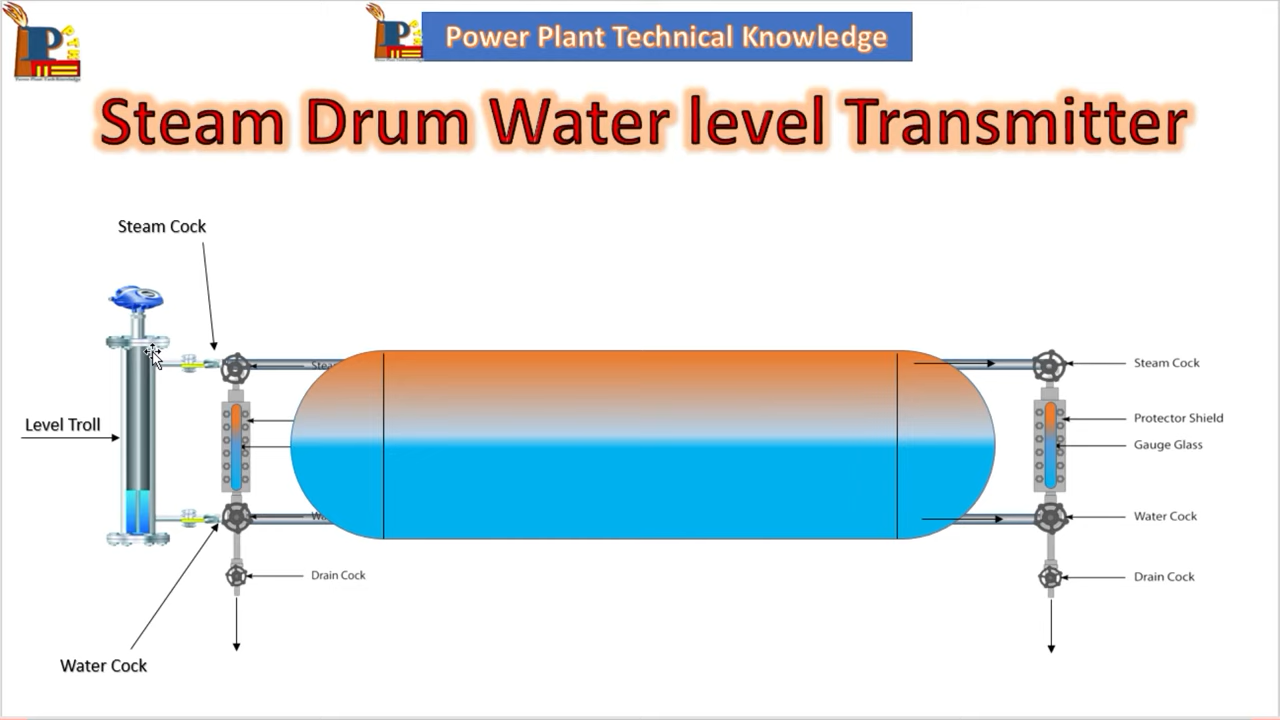 Power Plant Technical Knowledge
Steam Drum Water level Transmitter
Steam Cock
Steam Cock
Level Troll
Protector Shield
Gauge Glass
Water Cock
Drain Cock
Drain Cock
Water Cock